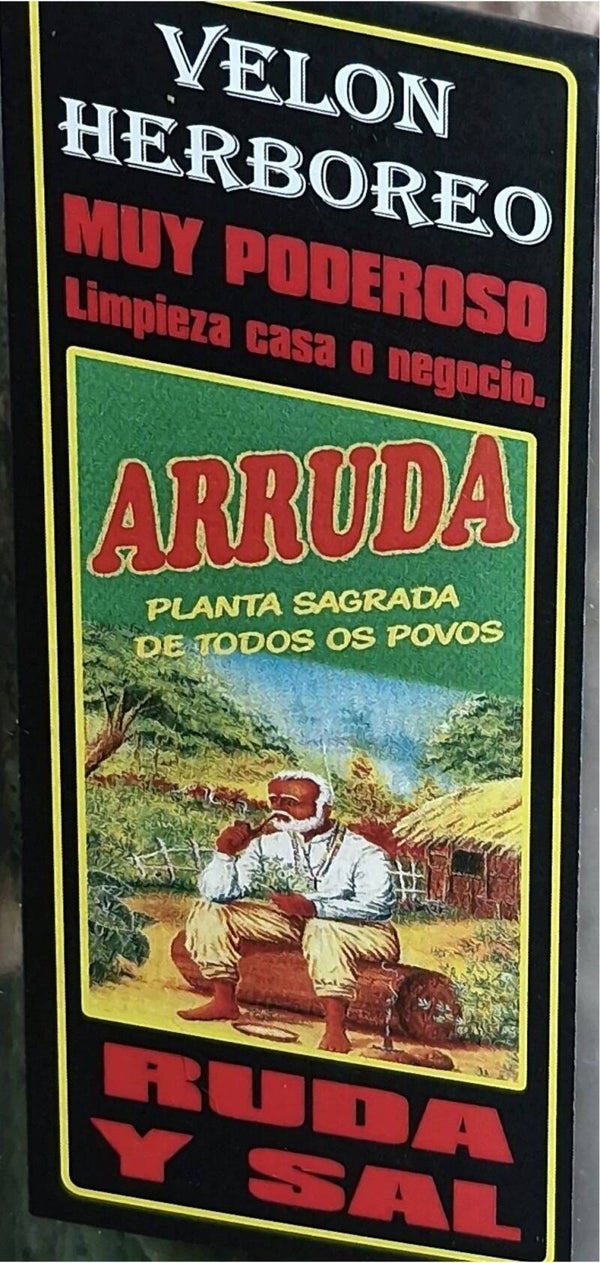 VELON
HERBOREO
MUY PODEROSO
Limpieza casa o negocio.
ARRUDA
PLANTA SAGRADA
DE TODOS OS POVOS
RUDA
Y SAL